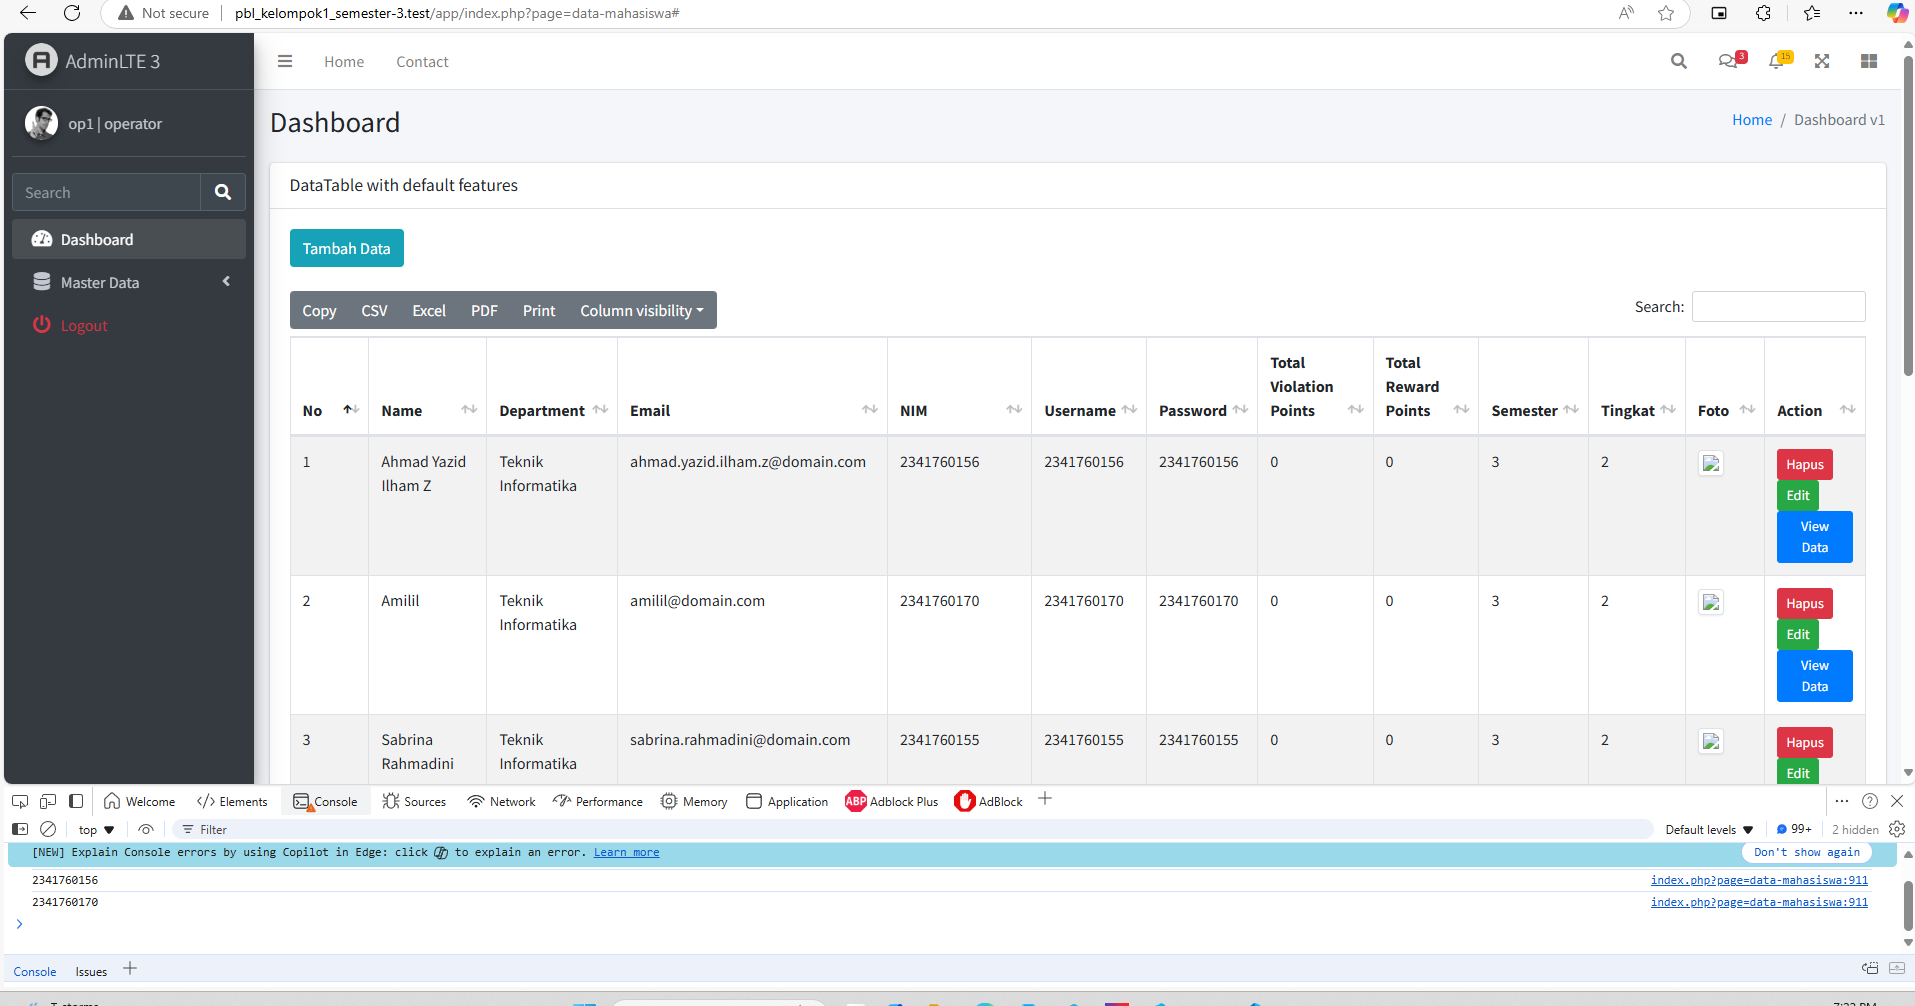 Not secure
pbl_kelompok1_semester-3.test/app/index.php?page=data-mahasiswa#
AdminLTE 3
op1 | operator
Search
Dashboard
Master Data
Logout
Home
Contact
3
15
Dashboard
Home / Dashboard v1
DataTable with default features
Tambah Data
Copy CSV Excel PDF Print Column visibility
Search:
No Name Department Email NIM Username Password Total Violation Points Total Reward Points Semester Tingkat Foto Action
1 Ahmad Yazid Ilham Z Teknik Informatika ahmad.yazid.ilham.z@domain.com 2341760156 2341760156 2341760156 0 0 3 2 Hapus
Edit
View Data
2 Amilil Teknik Informatika amilil@domain.com 2341760170 2341760170 2341760170 0 0 3 2 Hapus
Edit
View Data
3 Sabrina Rahmadini Teknik Informatika sabrina.rahmadini@domain.com 2341760155 2341760155 2341760155 0 0 3 2 Hapus
Edit
Welcome Elements Console Sources Network Performance Memory Application ABP Adblock Plus AdBlock
top Filter Default levels 99+ 2 hidden
[NEW] Explain Console errors by using Copilot in Edge: click to explain an error. Learn more Don't show again
2341760156 index.php?page=data-mahasiswa:911
2341760170 index.php?page=data-mahasiswa:911
Console Issues